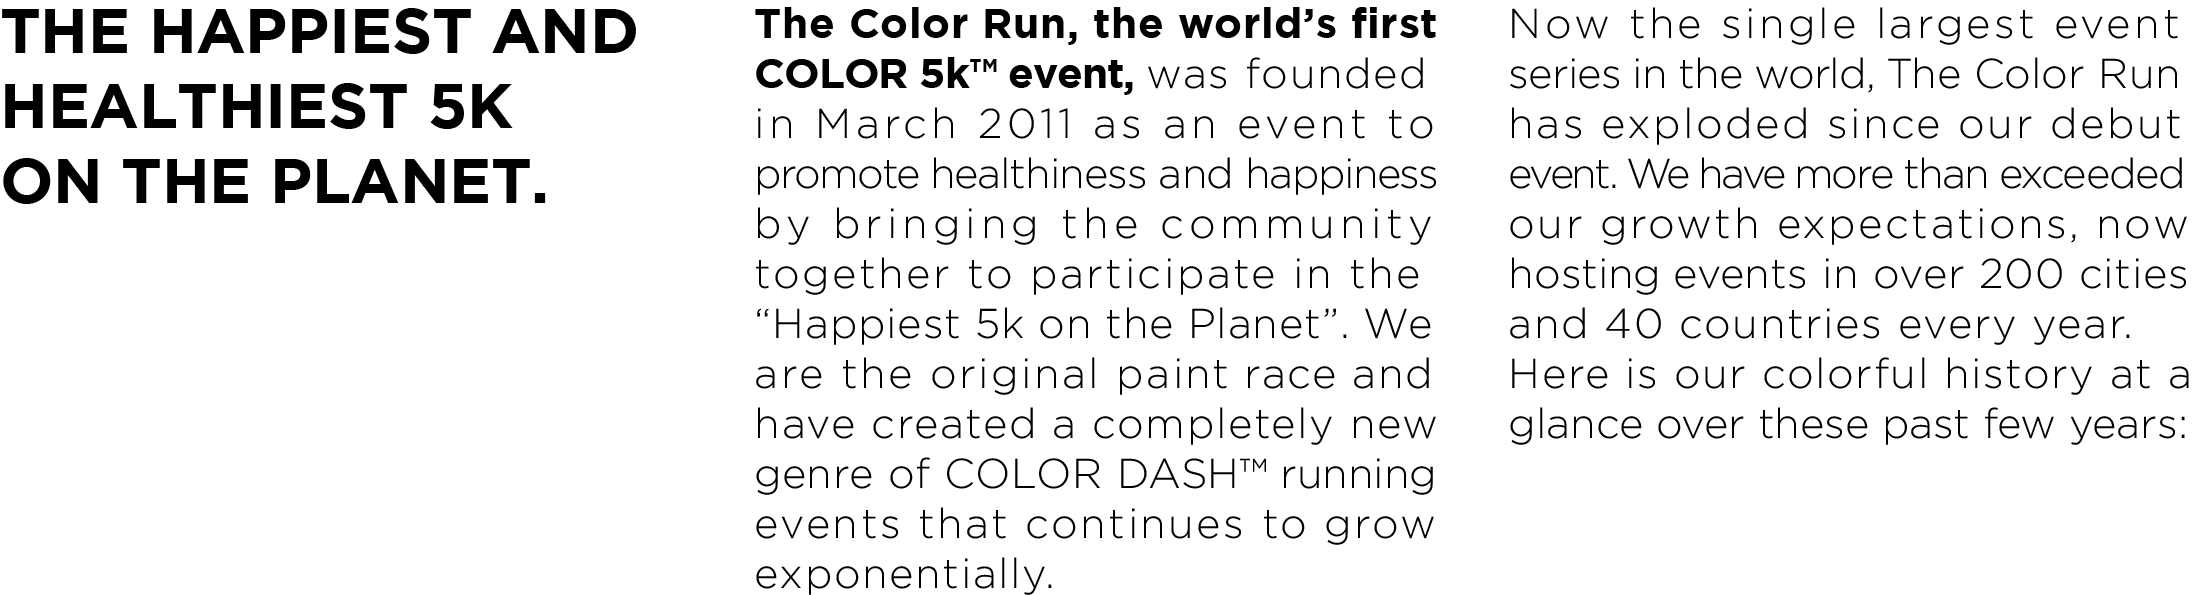 THE HAPPIEST AND
HEALTHIEST 5K
ON THE PLANET.
The Color Run, the world’s first
COLOR 5k™ event, was founded
in March 2011 as an event to
promote healthiness and happiness
by bringing the community
together to participate in the
“Happiest 5k on the Planet”. We
are the original paint race and
have created a completely new
genre of COLOR DASH™ running
events that continues to grow
exponentially.
Now the single largest event
series in the world, The Color Run
has exploded since our debut
event. We have more than exceeded
our growth expectations, now
hosting events in over 200 cities
and 40 countries every year.
Here is our colorful history at a
glance over these past few years: